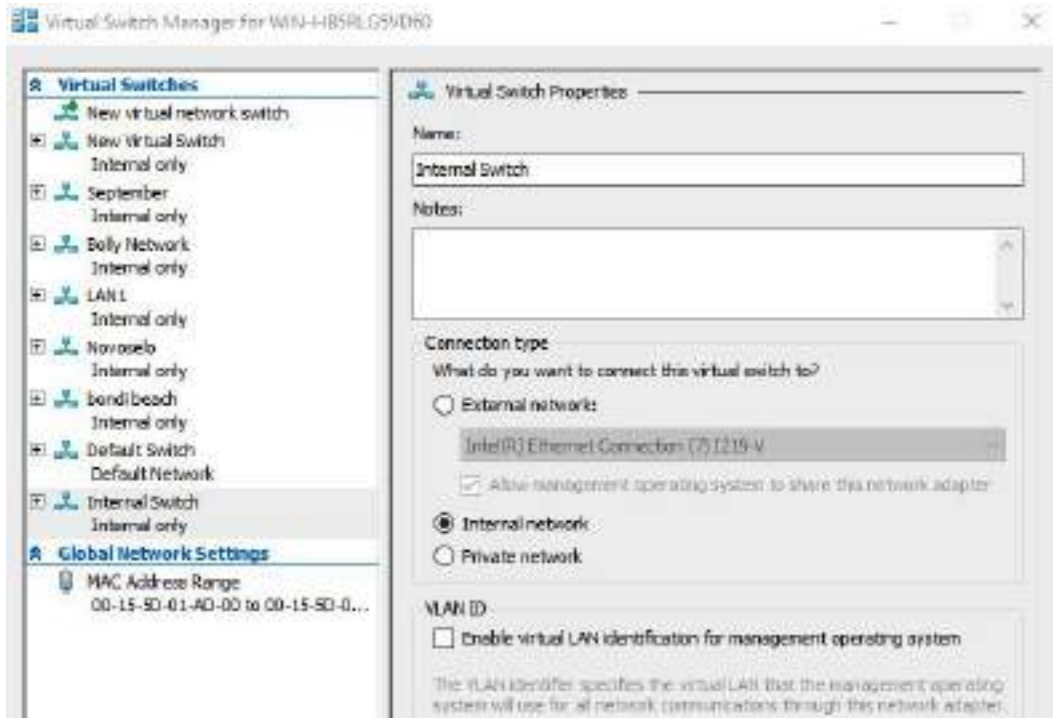 Virtual Switch Manager for WIN-HB5RLG5VD60
Virtual Switches
New virtual network switch
New Virtual Switch
Internal only
September
Internal only
Bolly Network
Internal only
LAN1
Internal only
Novoselo
Internal only
bondi beach
Internal only
Default Switch
Default Network
Internal Switch
Internal only
Global Network Settings
MAC Address Range
00-15-5D-01-AD-00 to 00-15-5D-0...
Virtual Switch Properties
Name:
Internal Switch
Notes:
Connection type
What do you want to connect this virtual switch to?
External network:
Intel(R) Ethernet Connection (7) I219-V
Allow management operating system to share this network adapter
Internal network
Private network
VLAN ID
Enable virtual LAN identification for management operating system
The VLAN identifier specifies the virtual LAN that the management operating
system will use for all network communications through this network adapter.